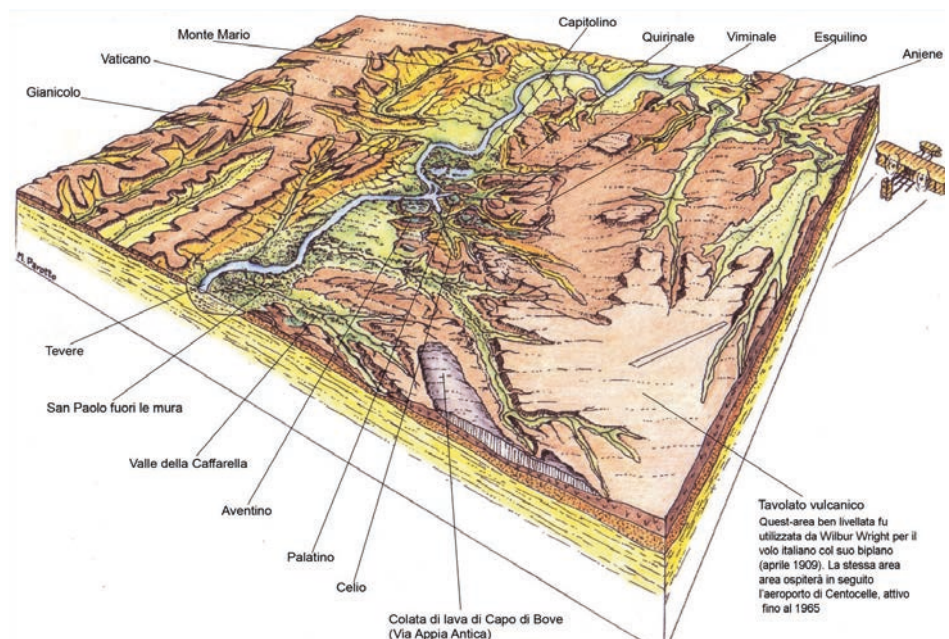 Capitolino
Monte Mario
Quirinale
Viminale
Esquilino
Vaticano
Aniene
Gianicolo
M. Parotto
Tevere
San Paolo fuori le mura
Valle della Caffarella
Aventino
Palatino
Celio
Colata di lava di Capo di Bove
(Via Appia Antica)
Tavolato vulcanico
Quest-area ben livellata fu
utilizzata da Wilbur Wright per il
volo italiano col suo biplano
(aprile 1909). La stessa area
area ospiterà in seguito
l'aeroporto di Centocelle, attivo
fino al 1965